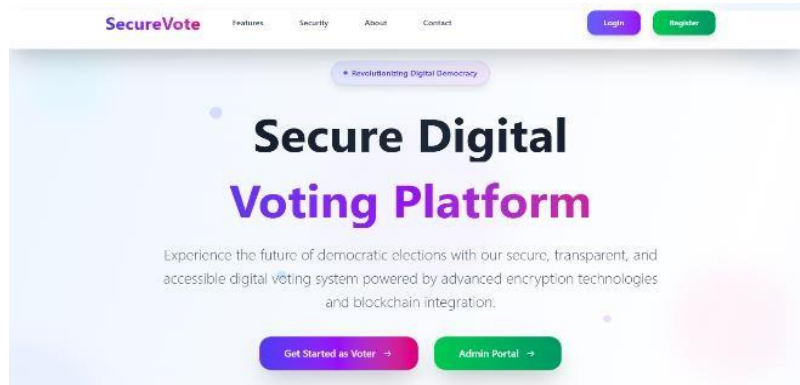 SecureVote Features Security About Contact Login Register
Revolutionizing Digital Democracy
Secure Digital
Voting Platform
Experience the future of democratic elections with our secure, transparent, and
accessible digital voting system powered by advanced encryption technologies
and blockchain integration.
Get Started as Voter → Admin Portal →